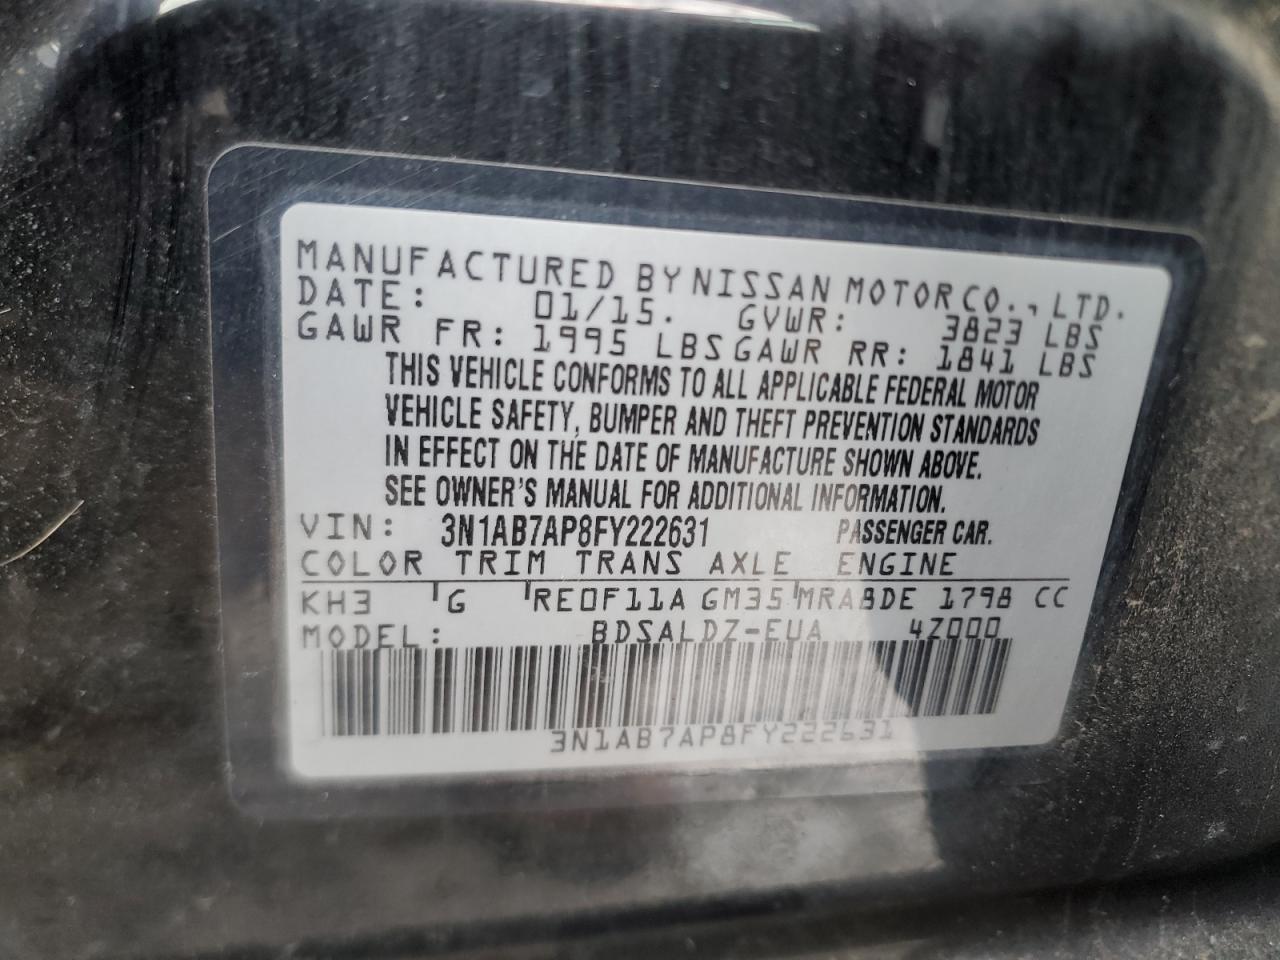 MANUFACTURED BY NISSAN MOTOR CO., LTD.
DATE: 01/15. GVWR: 3823 LBS
GAWR FR: 1995 LBS GAWR RR: 1841 LBS
THIS VEHICLE CONFORMS TO ALL APPLICABLE FEDERAL MOTOR
VEHICLE SAFETY, BUMPER AND THEFT PREVENTION STANDARDS
IN EFFECT ON THE DATE OF MANUFACTURE SHOWN ABOVE.
SEE OWNER'S MANUAL FOR ADDITIONAL INFORMATION.
VIN: 3N1AB7AP8FY222631 PASSENGER CAR.
COLOR TRIM TRANS AXLE ENGINE
KH3 G RE0F11A GM35 MRA8DE 1798 CC
MODEL: BDSALDZ-EUA 4Z000
3N1AB7AP8FY222631